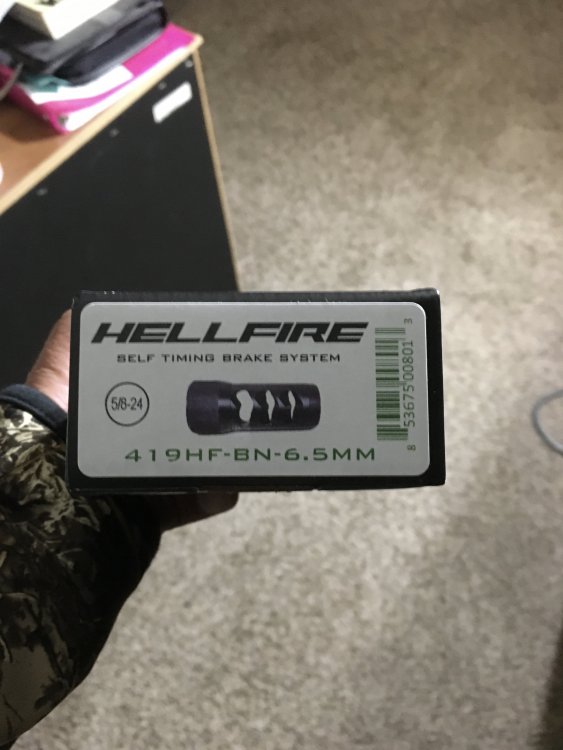 HELLFIRE
SELF TIMING BRAKE SYSTEM
5/8-24
419HF-BN-6.5MM
8 53675 00801 3